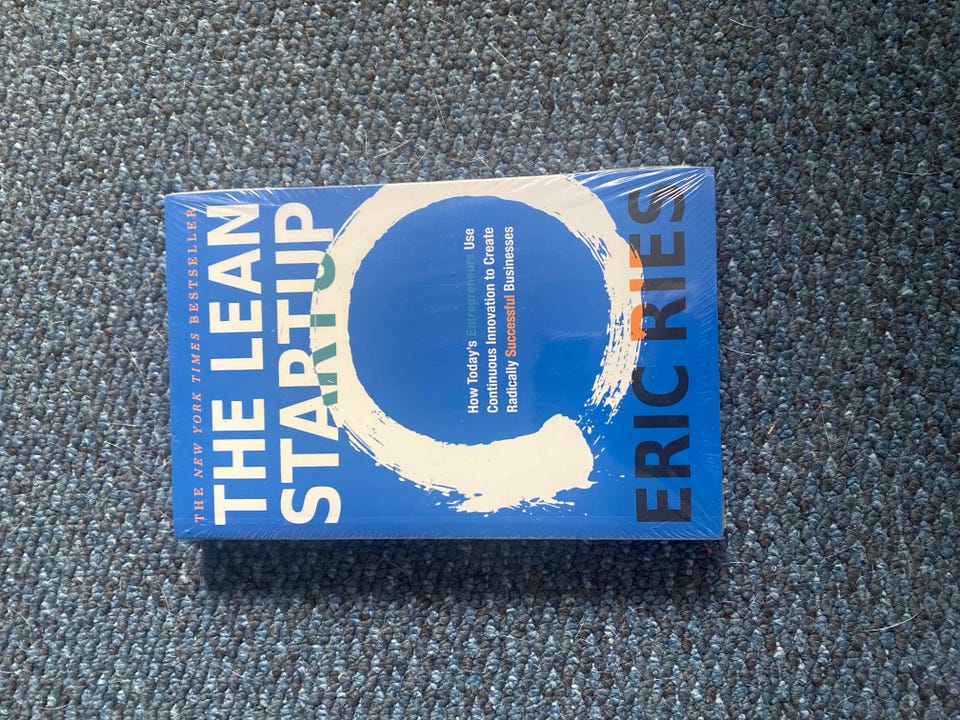 THE NEW YORK TIMES BESTSELLER
THE LEAN
STARTUP
How Today's Entrepreneurs Use
Continuous Innovation to Create
Radically Successful Businesses
ERIC RIES